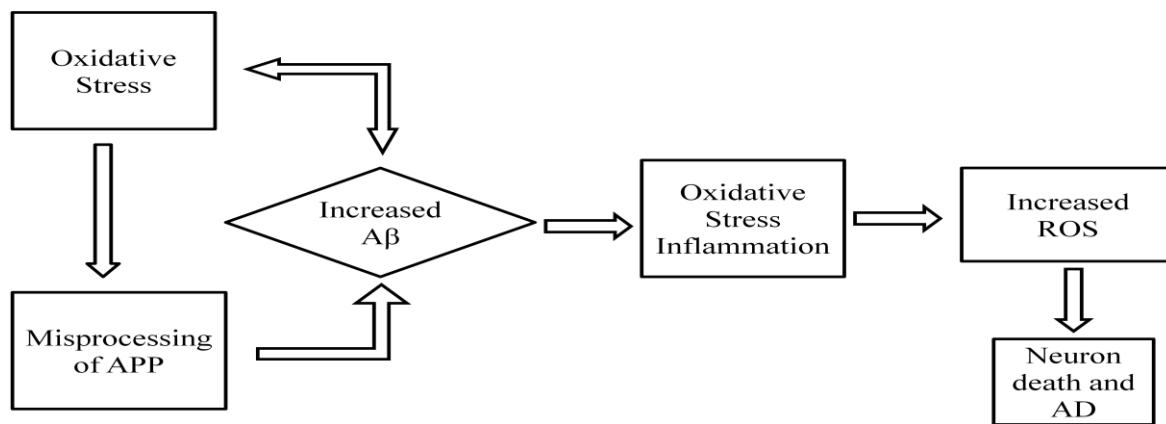 Oxidative
Stress
Misprocessing
of APP
Increased
Aβ
Oxidative
Stress
Inflammation
Increased
ROS
Neuron
death and
AD